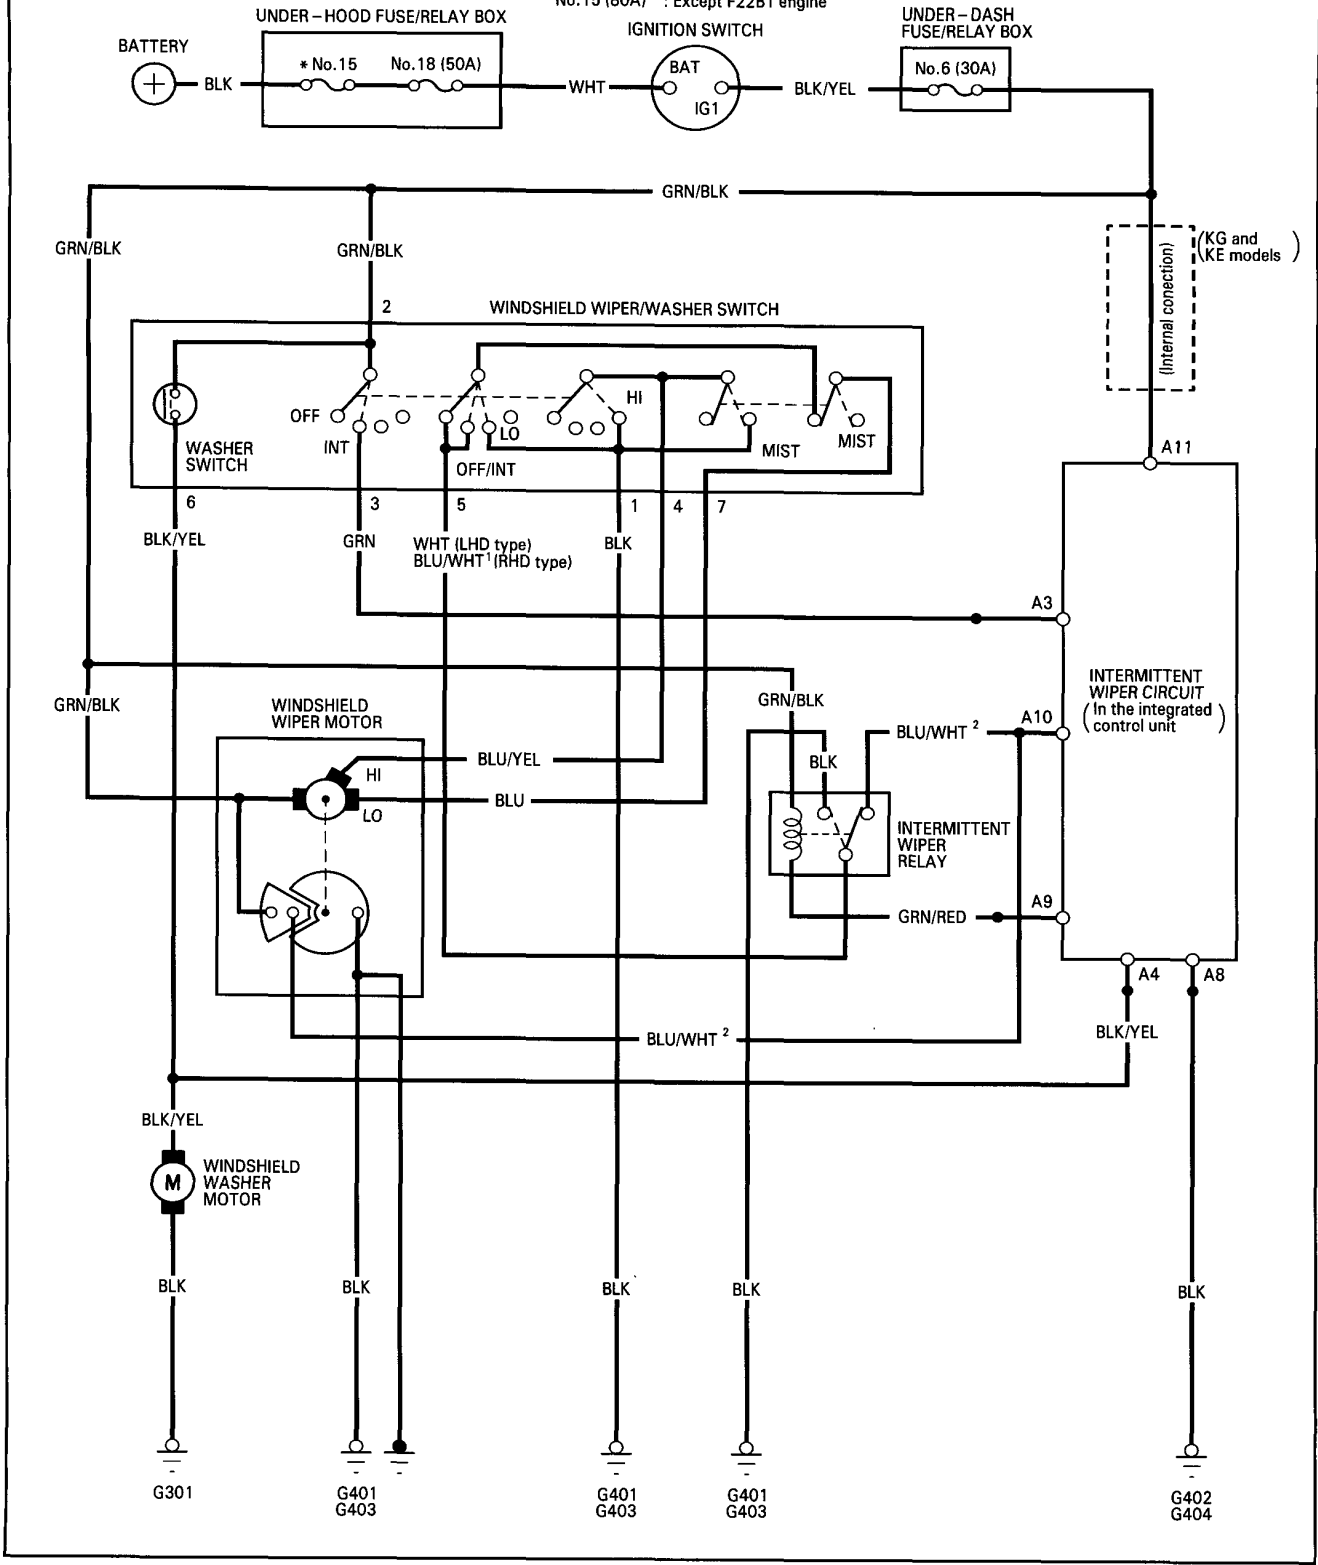 No.15 (80A) : Except F22B1 engine
UNDER-HOOD FUSE/RELAY BOX
IGNITION SWITCH
UNDER-DASH
FUSE/RELAY BOX
BATTERY
BLK
* No.15
No.18 (50A)
WHT
BAT
IG1
BLK/YEL
No.6 (30A)
GRN/BLK
GRN/BLK
GRN/BLK
(Internal conection)
(KG and
KE models)
2
WINDSHIELD WIPER/WASHER SWITCH
WASHER
SWITCH
OFF
INT
LO
OFF/INT
HI
MIST
MIST
A11
6
3
5
1
4
7
BLK/YEL
GRN
WHT (LHD type)
BLU/WHT¹(RHD type)
BLK
A3
INTERMITTENT
WIPER CIRCUIT
(In the integrated
control unit)
GRN/BLK
WINDSHIELD
WIPER MOTOR
GRN/BLK
BLU/WHT ²
A10
HI
BLU/YEL
BLK
LO
BLU
INTERMITTENT
WIPER
RELAY
GRN/RED
A9
A4
A8
BLU/WHT ²
BLK/YEL
BLK/YEL
M
WINDSHIELD
WASHER
MOTOR
BLK
BLK
BLK
BLK
BLK
G301
G401
G403
G401
G403
G401
G403
G402
G404